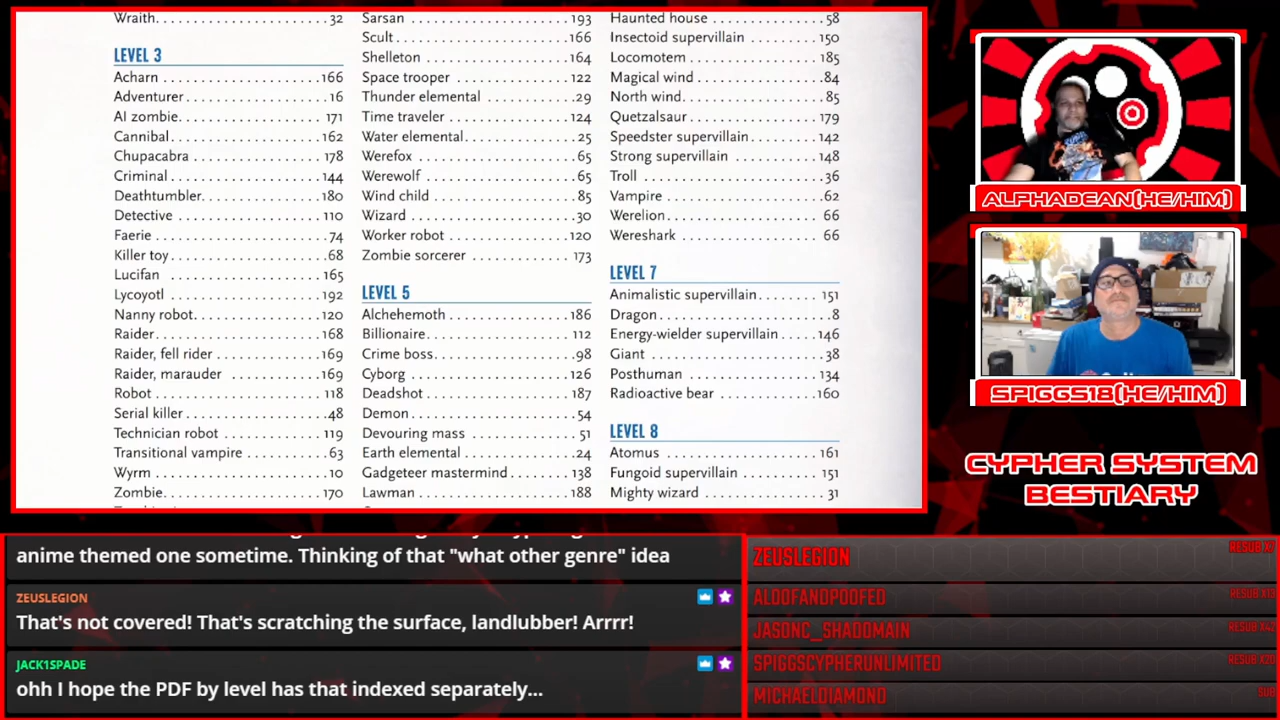 Wraith. . . . . . . . . . . . . . . . . . . . . . . . . . . . 32
LEVEL 3
Acharn . . . . . . . . . . . . . . . . . . . . . . . . . . . 166
Adventurer . . . . . . . . . . . . . . . . . . . . . . . 16
AI zombie. . . . . . . . . . . . . . . . . . . . . . . . 171
Cannibal . . . . . . . . . . . . . . . . . . . . . . . . . 162
Chupacabra . . . . . . . . . . . . . . . . . . . . . 178
Criminal . . . . . . . . . . . . . . . . . . . . . . . . . 144
Deathtumbler. . . . . . . . . . . . . . . . . . . . 180
Detective . . . . . . . . . . . . . . . . . . . . . . . . 110
Faerie . . . . . . . . . . . . . . . . . . . . . . . . . . . . 74
Killer toy . . . . . . . . . . . . . . . . . . . . . . . . . 68
Lucifan . . . . . . . . . . . . . . . . . . . . . . . . . . 165
Lycoyotl . . . . . . . . . . . . . . . . . . . . . . . . . 192
Nanny robot. . . . . . . . . . . . . . . . . . . . . 120
Raider. . . . . . . . . . . . . . . . . . . . . . . . . . . 168
Raider, fell rider . . . . . . . . . . . . . . . . . . 169
Raider, marauder . . . . . . . . . . . . . . . . 169
Robot . . . . . . . . . . . . . . . . . . . . . . . . . . . 118
Serial killer . . . . . . . . . . . . . . . . . . . . . . . 48
Technician robot . . . . . . . . . . . . . . . . . 119
Transitional vampire . . . . . . . . . . . . . . 63
Wyrm . . . . . . . . . . . . . . . . . . . . . . . . . . . . 10
Zombie. . . . . . . . . . . . . . . . . . . . . . . . . . 170
Sarsan . . . . . . . . . . . . . . . . . . . . . . . . . . 193
Scult . . . . . . . . . . . . . . . . . . . . . . . . . . . . 166
Shelleton . . . . . . . . . . . . . . . . . . . . . . . . 164
Space trooper . . . . . . . . . . . . . . . . . . . 122
Thunder elemental . . . . . . . . . . . . . . . . 29
Time traveler . . . . . . . . . . . . . . . . . . . . 124
Water elemental. . . . . . . . . . . . . . . . . . . 25
Werefox . . . . . . . . . . . . . . . . . . . . . . . . . . 65
Werewolf . . . . . . . . . . . . . . . . . . . . . . . . . 65
Wind child . . . . . . . . . . . . . . . . . . . . . . . . 85
Wizard . . . . . . . . . . . . . . . . . . . . . . . . . . . 30
Worker robot . . . . . . . . . . . . . . . . . . . . 120
Zombie sorcerer . . . . . . . . . . . . . . . . . 173
LEVEL 5
Alchehemoth . . . . . . . . . . . . . . . . . . . . 186
Billionaire. . . . . . . . . . . . . . . . . . . . . . . . 112
Crime boss. . . . . . . . . . . . . . . . . . . . . . . . 98
Cyborg . . . . . . . . . . . . . . . . . . . . . . . . . . 126
Deadshot . . . . . . . . . . . . . . . . . . . . . . . 187
Demon . . . . . . . . . . . . . . . . . . . . . . . . . . . 54
Devouring mass . . . . . . . . . . . . . . . . . . . 51
Earth elemental . . . . . . . . . . . . . . . . . . . 24
Gadgeteer mastermind . . . . . . . . . . . 138
Lawman . . . . . . . . . . . . . . . . . . . . . . . . . 188
Haunted house . . . . . . . . . . . . . . . . . . . 58
Insectoid supervillain . . . . . . . . . . . . . 150
Locomotem . . . . . . . . . . . . . . . . . . . . . 185
Magical wind . . . . . . . . . . . . . . . . . . . . . 84
North wind. . . . . . . . . . . . . . . . . . . . . . . . 85
Quetzalsaur . . . . . . . . . . . . . . . . . . . . . . 179
Speedster supervillain . . . . . . . . . . . . 142
Strong supervillain . . . . . . . . . . . . . . . 148
Troll . . . . . . . . . . . . . . . . . . . . . . . . . . . . . 36
Vampire . . . . . . . . . . . . . . . . . . . . . . . . . . 62
Werelion . . . . . . . . . . . . . . . . . . . . . . . . . . 66
Wereshark . . . . . . . . . . . . . . . . . . . . . . . 66
LEVEL 7
Animalistic supervillain. . . . . . . . . . . . 151
Dragon . . . . . . . . . . . . . . . . . . . . . . . . . . . . 8
Energy-wielder supervillain . . . . . . . . 146
Giant . . . . . . . . . . . . . . . . . . . . . . . . . . . . 38
Posthuman . . . . . . . . . . . . . . . . . . . . . . 134
Radioactive bear . . . . . . . . . . . . . . . . . 160
LEVEL 8
Atomus . . . . . . . . . . . . . . . . . . . . . . . . . . 161
Fungoid supervillain . . . . . . . . . . . . . . 151
Mighty wizard . . . . . . . . . . . . . . . . . . . . . 31
ALPHADEAN(HE/HIM)
SPIGGS18(HE/HIM)
CYPHER SYSTEM
BESTIARY
anime themed one sometime. Thinking of that "what other genre" idea
ZEUSLEGION
That's not covered! That's scratching the surface, landlubber! Arrrr!
JACK1SPADE
ohh I hope the PDF by level has that indexed separately...
ZEUSLEGION
ALOOFANDPOOFED
JASONC_SHADOMAIN
SPIGGSCYPHERUNLIMITED
MICHAELDIAMOND